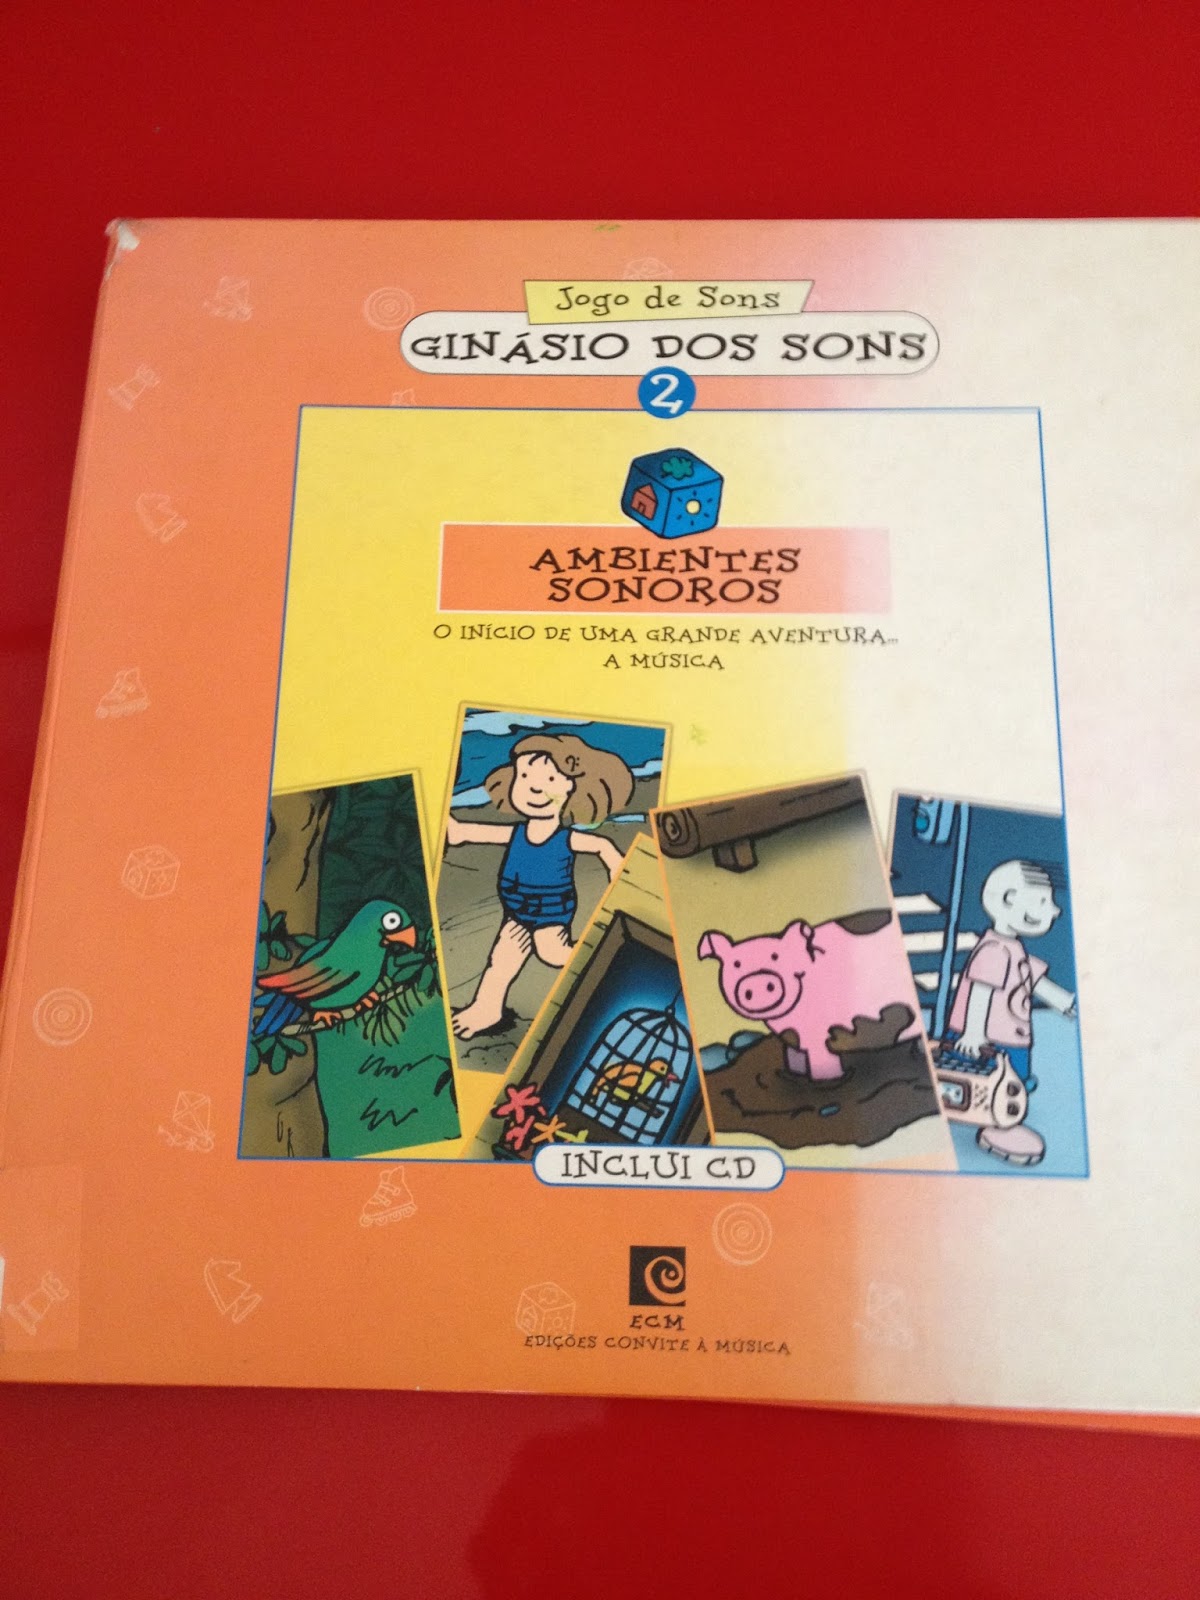 Jogo de Sons
GINÁSIO DOS SONS
2
AMBIENTES
SONOROS
O INÍCIO DE UMA GRANDE AVENTURA...
A MÚSICA
INCLUI CD
ECM
EDIÇÕES CONVITE À MÚSICA